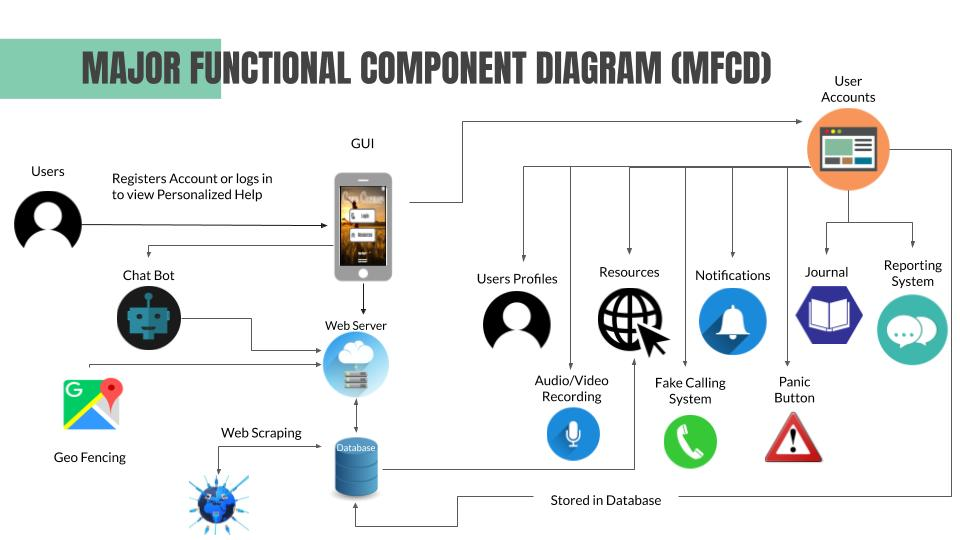 MAJOR FUNCTIONAL COMPONENT DIAGRAM (MFCD)
User
Accounts
GUI
Users
Registers Account or logs in
to view Personalized Help
Login
Resources
Chat Bot
Users Profiles
Resources
Notifications
Journal
Reporting
System
Web Server
G
Audio/Video
Recording
Fake Calling
System
Panic
Button
Web Scraping
Database
Geo Fencing
Stored in Database